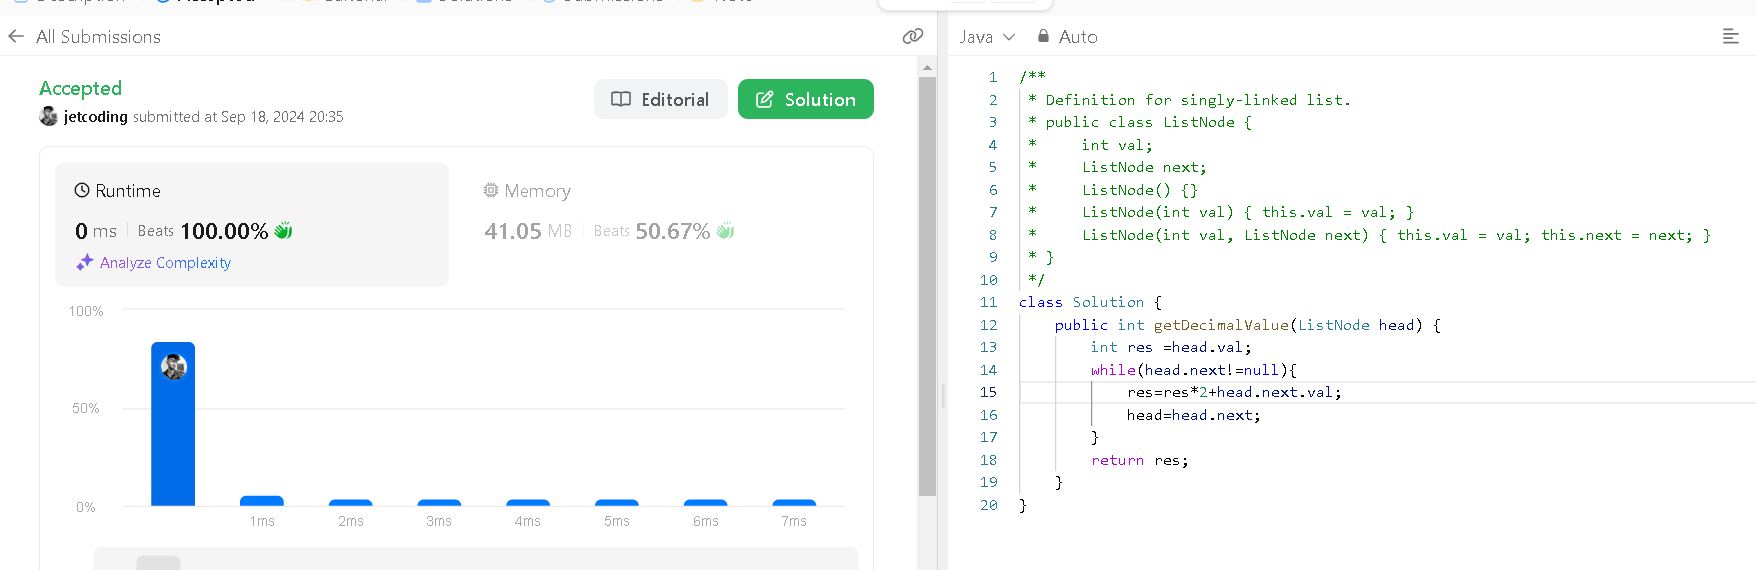 Accepted
All Submissions
Accepted
jetcoding submitted at Sep 18, 2024 20:35
Editorial
Solution
Runtime
0 ms Beats 100.00%
Analyze Complexity
Memory
41.05 MB Beats 50.67%
100%
50%
0%
1ms 2ms 3ms 4ms 5ms 6ms 7ms
Java Auto
1 /**
2 * Definition for singly-linked list.
3 * public class ListNode {
4 *     int val;
5 *     ListNode next;
6 *     ListNode() {}
7 *     ListNode(int val) { this.val = val; }
8 *     ListNode(int val, ListNode next) { this.val = val; this.next = next; }
9 * }
10 */
11 class Solution {
12     public int getDecimalValue(ListNode head) {
13         int res =head.val;
14         while(head.next!=null){
15             res=res*2+head.next.val;
16             head=head.next;
17         }
18         return res;
19     }
20 }